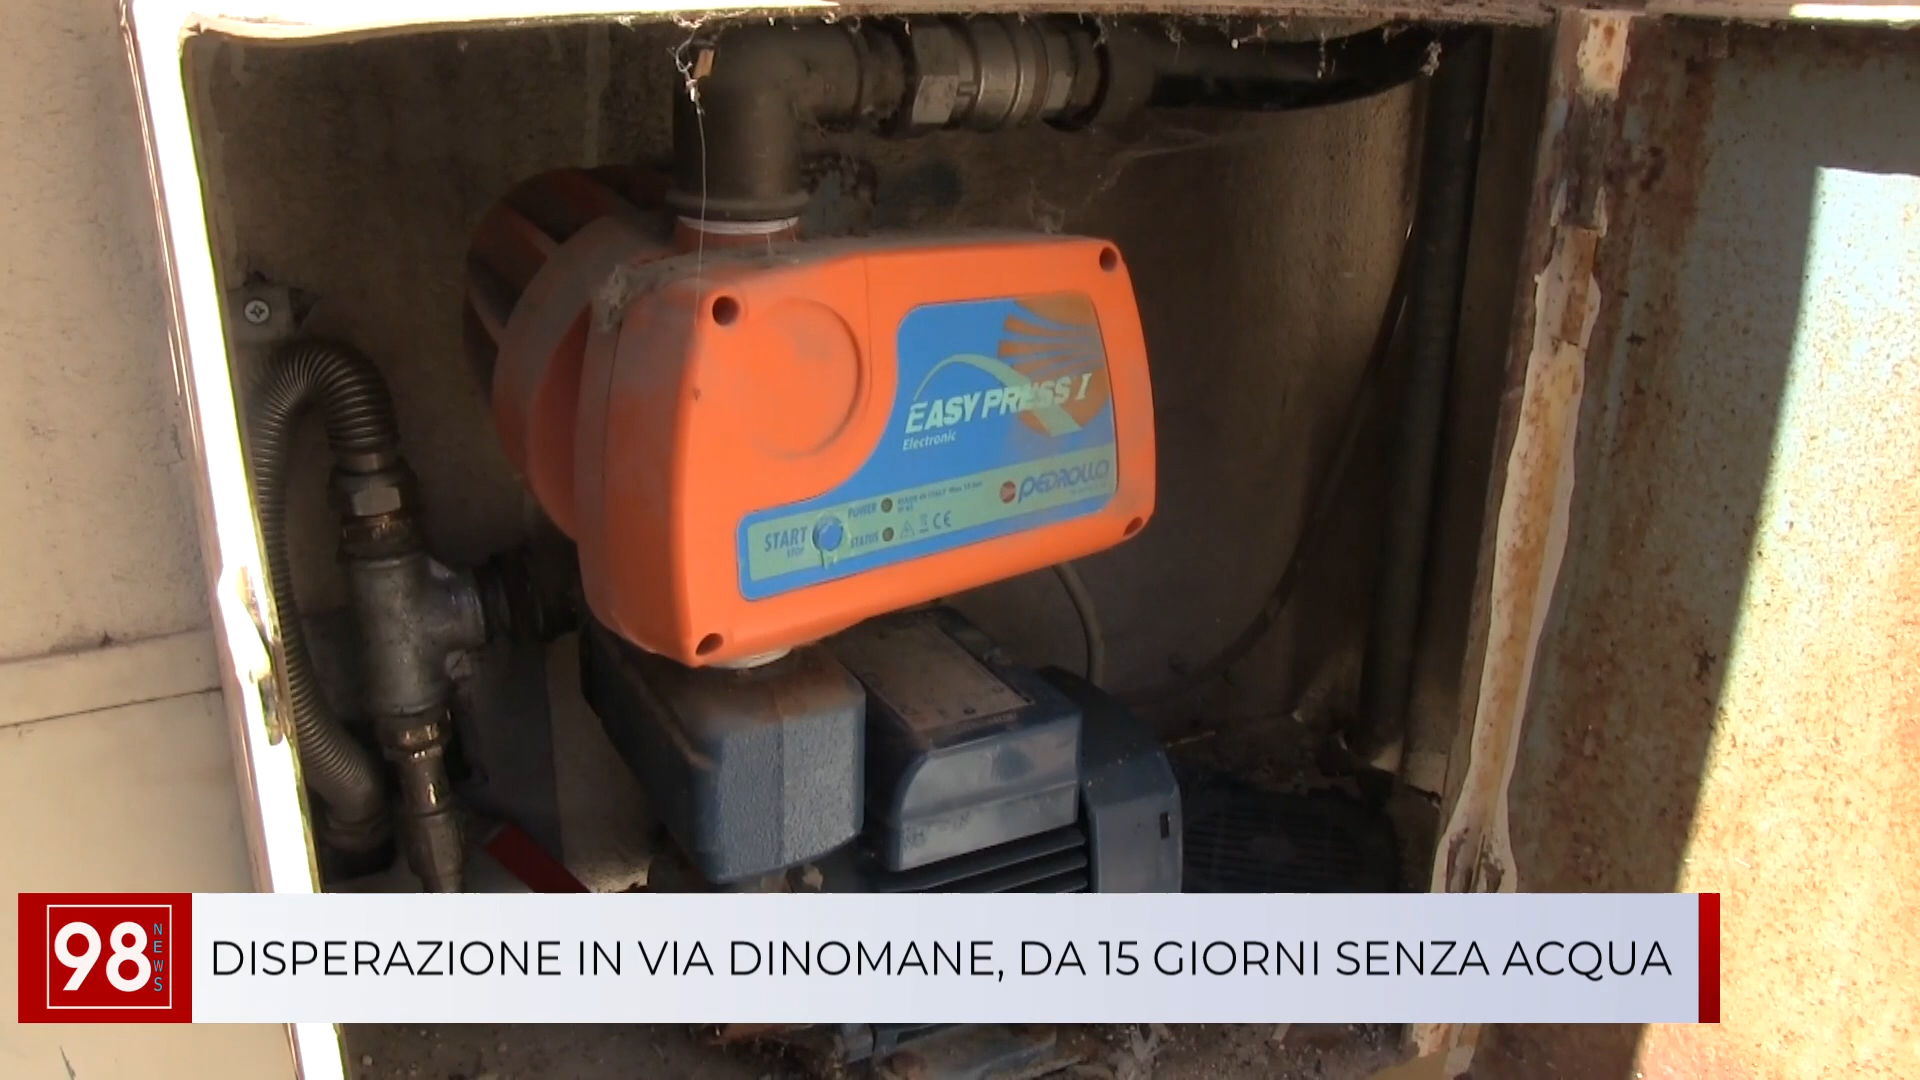 EASY PRESS I
Electronic
PEDROLLO
START
STOP
POWER
STATUS
CE
98
NEWS
DISPERAZIONE IN VIA DINOMANE, DA 15 GIORNI SENZA ACQUA